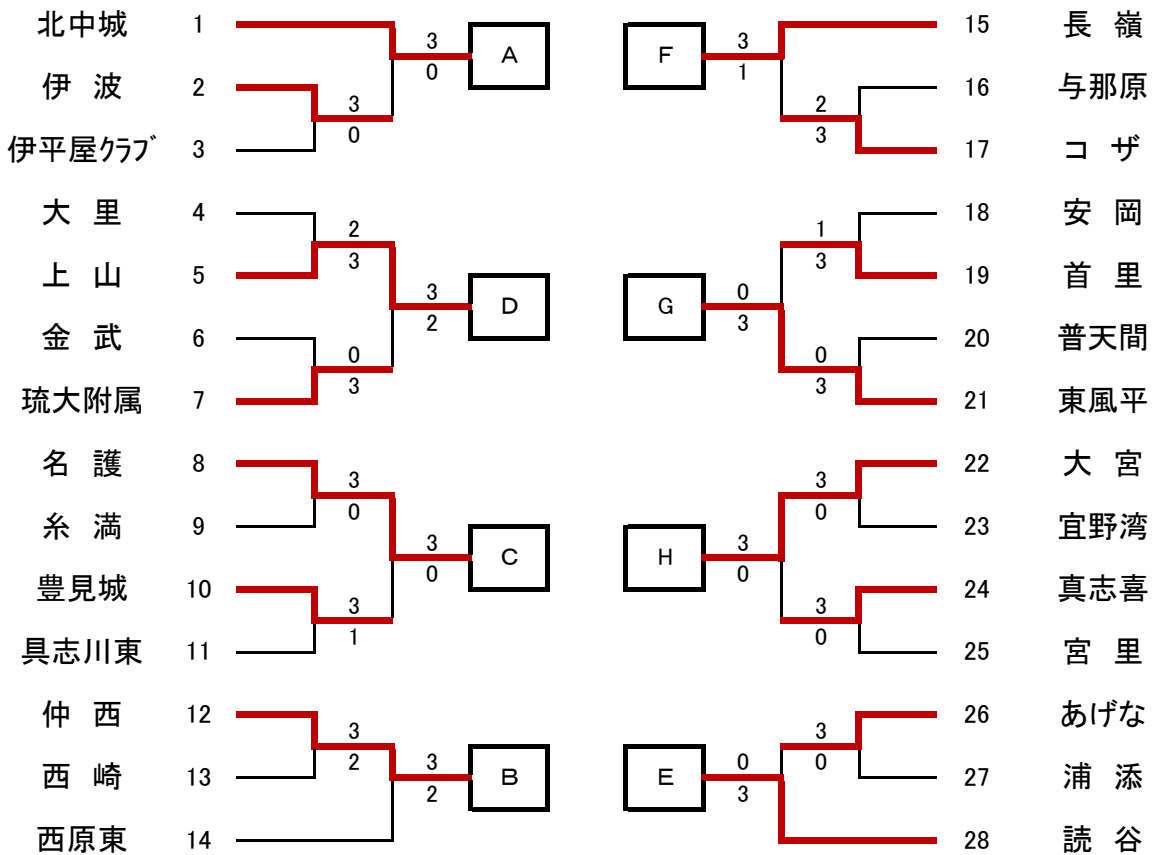 北中城 1 3 0 A F 3 1 15 長 嶺
伊 波 2 3 0 2 3 16 与那原
伊平屋クラブ 3 17 コ ザ
大 里 4 2 3 1 3 18 安 岡
上 山 5 3 2 D G 0 3 19 首 里
金 武 6 0 3 0 3 20 普天間
琉大附属 7 21 東風平
名 護 8 3 0 3 0 22 大 宮
糸 満 9 3 0 C H 3 0 23 宜野湾
豊見城 10 3 1 3 0 24 真志喜
具志川東 11 25 宮 里
仲 西 12 3 2 3 0 26 あげな
西 崎 13 3 2 B E 0 3 27 浦 添
西原東 14 28 読 谷